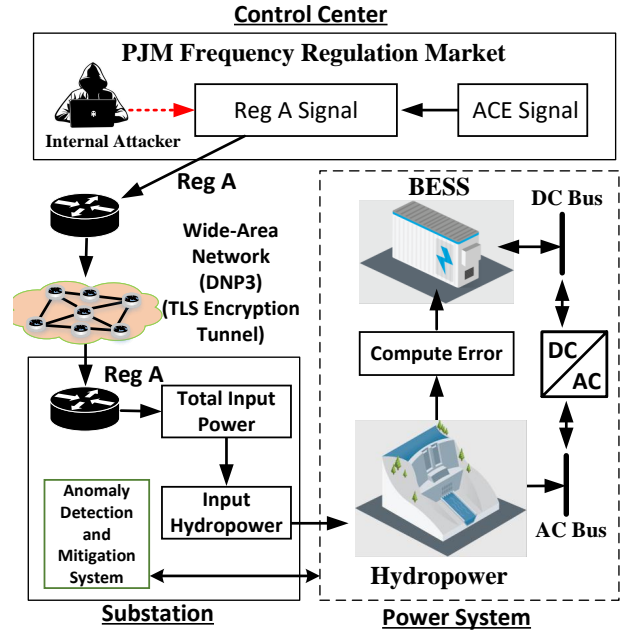 Control Center
PJM Frequency Regulation Market
Internal Attacker
Reg A Signal
ACE Signal
Reg A
Wide-Area
Network
(DNP3)
(TLS Encryption
Tunnel)
BESS
DC Bus
Compute Error
DC
AC
Reg A
Total Input
Power
Input
Hydropower
Anomaly
Detection
and
Mitigation
System
AC Bus
Hydropower
Substation
Power System